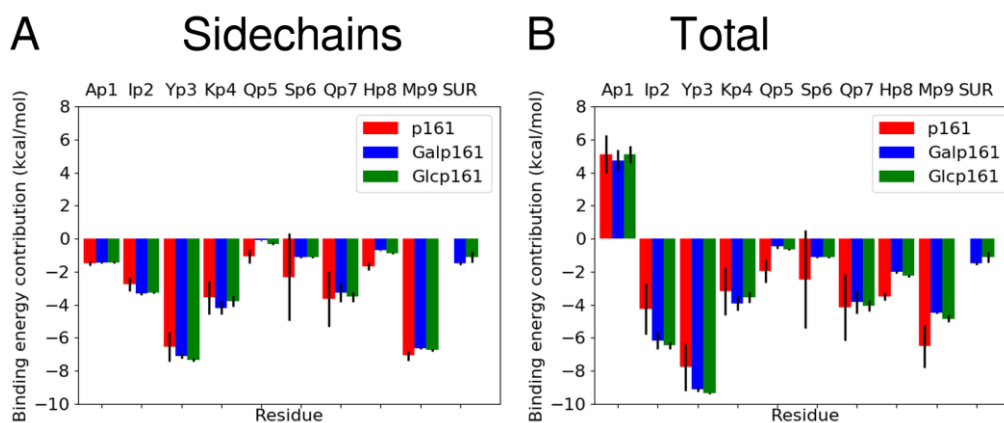 A Sidechains
Ap1 Ip2 Yp3 Kp4 Qp5 Sp6 Qp7 Hp8 Mp9 SUR
Binding energy contribution (kcal/mol)
8
6
4
2
0
−2
−4
−6
−8
−10
p161
Galp161
Glcp161
Residue
B Total
Ap1 Ip2 Yp3 Kp4 Qp5 Sp6 Qp7 Hp8 Mp9 SUR
Binding energy contribution (kcal/mol)
8
6
4
2
0
−2
−4
−6
−8
−10
p161
Galp161
Glcp161
Residue